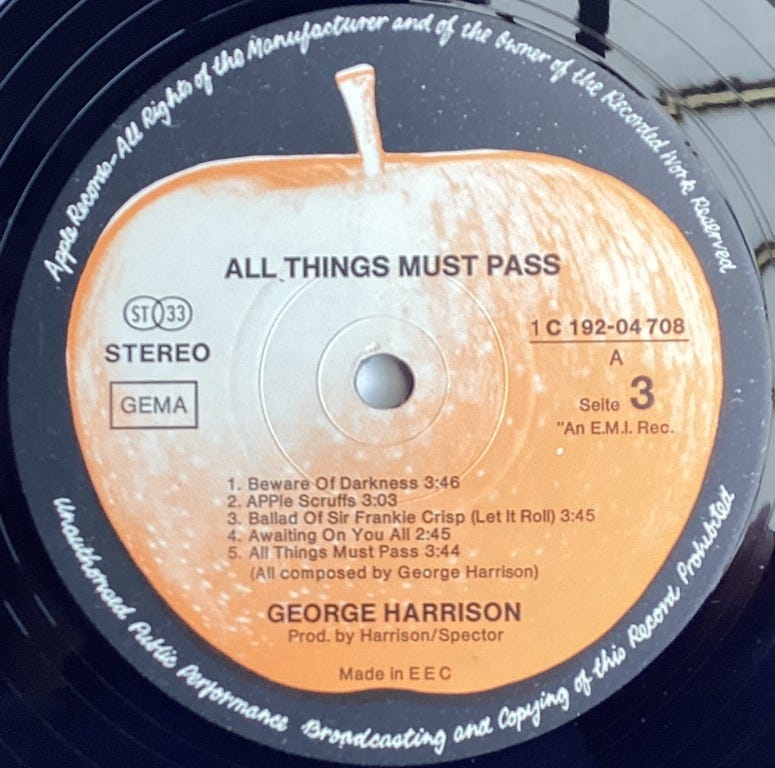 Apple Records-All Rights of the Manufacturer and of the Owner of the Recorded Work Reserved
ALL THINGS MUST PASS
ST 33
STEREO
GEMA
1 C 192-04 708
A
Seite 3
"An E.M.I. Rec.
1. Beware Of Darkness 3:46
2. APPle Scruffs 3:03
3. Ballad Of Sir Frankie Crisp (Let It Roll) 3:45
4. Awaiting On You All 2:45
5. All Things Must Pass 3:44
(All composed by George Harrison)
GEORGE HARRISON
Prod. by Harrison/Spector
Made in EEC
Unauthorised Public Performance Broadcasting and Copying of this Record Prohibited